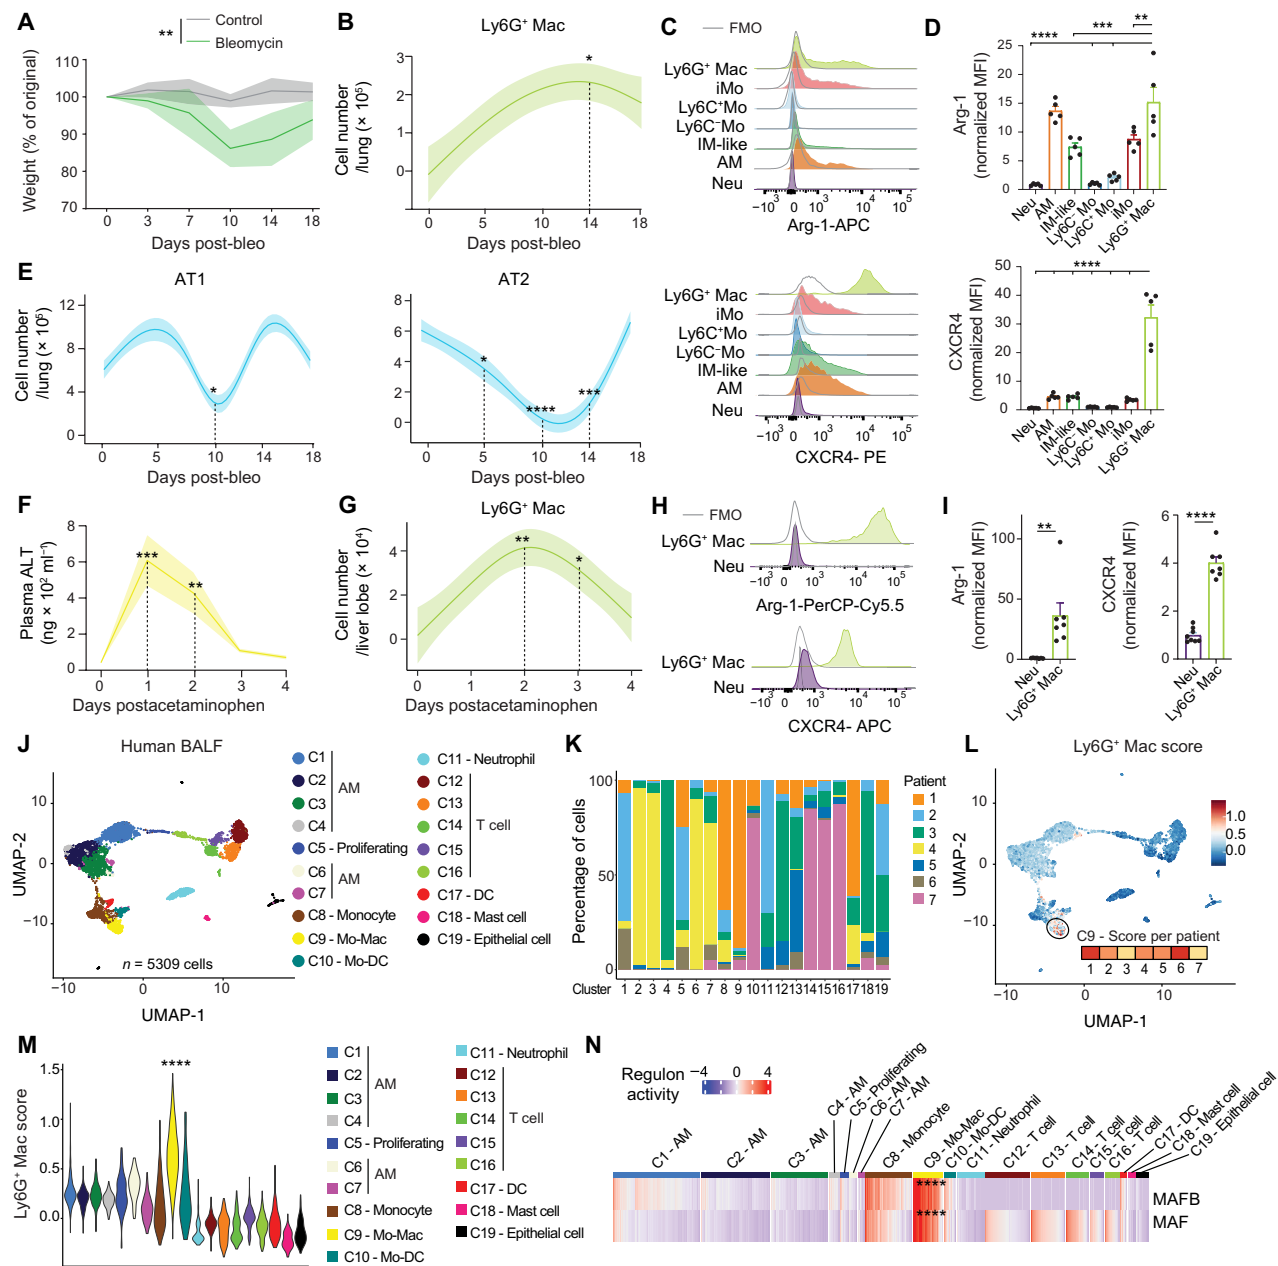 A
Control
Bleomycin
**
Weight (% of original)
110
100
90
80
70
0 3 7 10 14 18
Days post-bleo
B
Ly6G+ Mac
Cell number
/lung (× 10⁵)
3
2
1
0
*
0 5 10 14 18
Days post-bleo
C
FMO
Ly6G+ Mac
iMo
Ly6C+Mo
Ly6C−Mo
IM-like
AM
Neu
−10³ 0 10³ 10⁴ 10⁵
Arg-1-APC
Ly6G+ Mac
iMo
Ly6C+Mo
Ly6C−Mo
IM-like
AM
Neu
−10³ 0 10³ 10⁴ 10⁵
CXCR4- PE
D
**
***
****
Arg-1
(normalized MFI)
25
20
15
10
5
0
Neu
AM
IM-like
Ly6C− Mo
Ly6C+ Mo
iMo
Ly6G+ Mac
****
CXCR4
(normalized MFI)
50
40
30
20
10
0
Neu
AM
IM-like
Ly6C− Mo
Ly6C+ Mo
iMo
Ly6G+ Mac
E
AT1
Cell number
/lung (× 10⁵)
12
8
4
0
*
0 5 10 14 18
Days post-bleo
AT2
8
6
4
2
0
*
****
***
0 5 10 14 18
Days post-bleo
F
Plasma ALT
(ng × 10² ml⁻¹)
8
6
4
2
0
***
**
0 1 2 3 4
Days postacetaminophen
G
Ly6G+ Mac
Cell number
/liver lobe (× 10⁴)
6
4
2
0
**
*
0 1 2 3 4
Days postacetaminophen
H
FMO
Ly6G+ Mac
Neu
−10³ 0 10³ 10⁴ 10⁵
Arg-1-PerCP-Cy5.5
Ly6G+ Mac
Neu
−10³ 0 10³ 10⁴ 10⁵
CXCR4- APC
I
**
Arg-1
(normalized MFI)
100
50
0
Neu
Ly6G+ Mac
****
CXCR4
(normalized MFI)
6
4
2
0
Neu
Ly6G+ Mac
J
Human BALF
UMAP-2
10
0
−10
n = 5309 cells
−10 0 10
UMAP-1
C1
C2
C3
C4
AM
C5 - Proliferating
C6
C7
AM
C8 - Monocyte
C9 - Mo-Mac
C10 - Mo-DC
C11 - Neutrophil
C12
C13
C14
C15
C16
T cell
C17 - DC
C18 - Mast cell
C19 - Epithelial cell
K
Percentage of cells
100
50
0
Cluster
1 2 3 4 5 6 7 8 9 10 11 12 13 14 15 16 17 18 19
Patient
1
2
3
4
5
6
7
L
Ly6G+ Mac score
UMAP-2
10
0
−10
1.0
0.5
0.0
C9 - Score per patient
1 2 3 4 5 6 7
−10 0 10
UMAP-1
M
Ly6G+ Mac score
1.5
1.0
0.5
0.0
****
C1
C2
C3
C4
AM
C5 - Proliferating
C6
C7
AM
C8 - Monocyte
C9 - Mo-Mac
C10 - Mo-DC
C11 - Neutrophil
C12
C13
C14
C15
C16
T cell
C17 - DC
C18 - Mast cell
C19 - Epithelial cell
N
Regulon
activity
−4 0 4
C1 - AM
C2 - AM
C3 - AM
C4 - AM
C5 - Proliferating
C6 - AM
C7 - AM
C8 - Monocyte
C9 - Mo-Mac
C10 - Mo-DC
C11 - Neutrophil
C12 - T cell
C13 - T cell
C14 - T cell
C15 - T cell
C16 - T cell
C17 - DC
C18 - Mast cell
C19 - Epithelial cell
****
MAFB
****
MAF